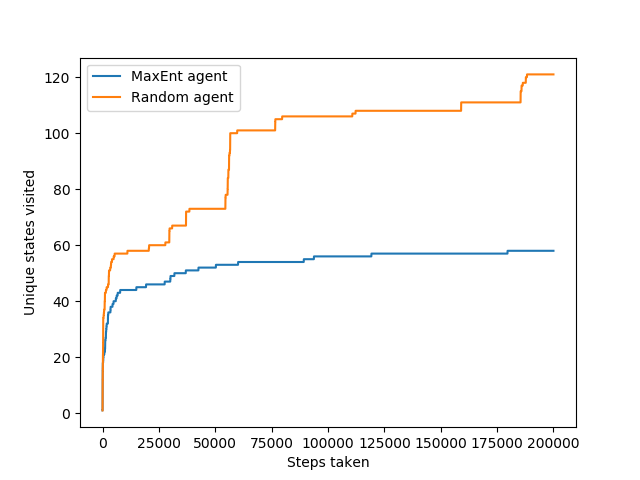 MaxEnt agent
Random agent
120
100
80
60
40
20
0
Unique states visited
0 25000 50000 75000 100000 125000 150000 175000 200000
Steps taken